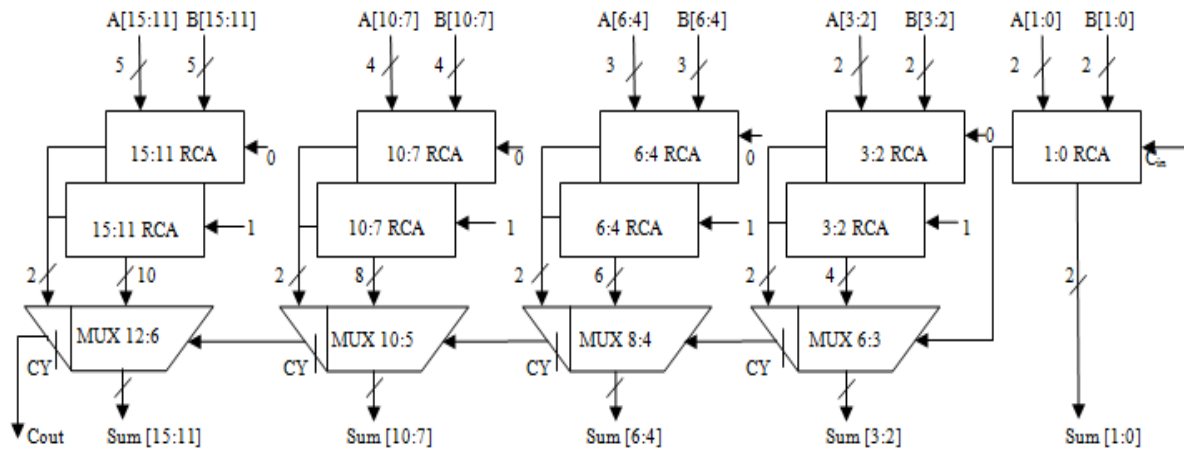 A[15:11] B[15:11] A[10:7] B[10:7] A[6:4] B[6:4] A[3:2] B[3:2] A[1:0] B[1:0]
5 5 4 4 3 3 2 2 2 2
15:11 RCA 0 10:7 RCA 0 6:4 RCA 0 3:2 RCA 0 1:0 RCA Cin
15:11 RCA 1 10:7 RCA 1 6:4 RCA 1 3:2 RCA 1
2 10 2 8 2 6 2 4 2
MUX 12:6 MUX 10:5 MUX 8:4 MUX 6:3
CY CY CY CY
Cout Sum [15:11] Sum [10:7] Sum [6:4] Sum [3:2] Sum [1:0]